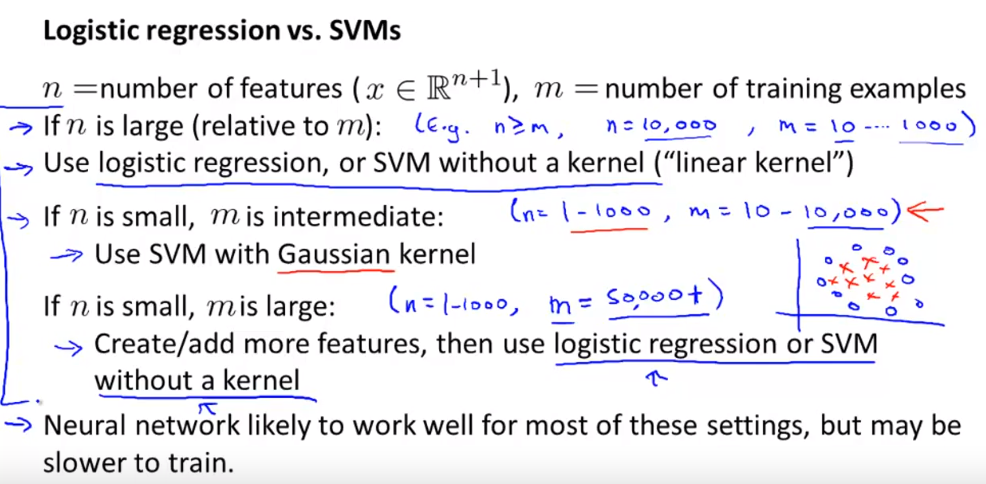 Logistic regression vs. SVMs
n =number of features (x ∈ ℝⁿ⁺¹), m = number of training examples
→ If n is large (relative to m): (E.g. n≥m, n=10,000, m=10 ---- 1000)
→ Use logistic regression, or SVM without a kernel (“linear kernel”)
→ If n is small, m is intermediate: (n= 1-1000, m=10-10,000) ←
→ Use SVM with Gaussian kernel
If n is small, m is large: (n=1-1000, m=50,000+)
→ Create/add more features, then use logistic regression or SVM
without a kernel
→ Neural network likely to work well for most of these settings, but may be
slower to train.